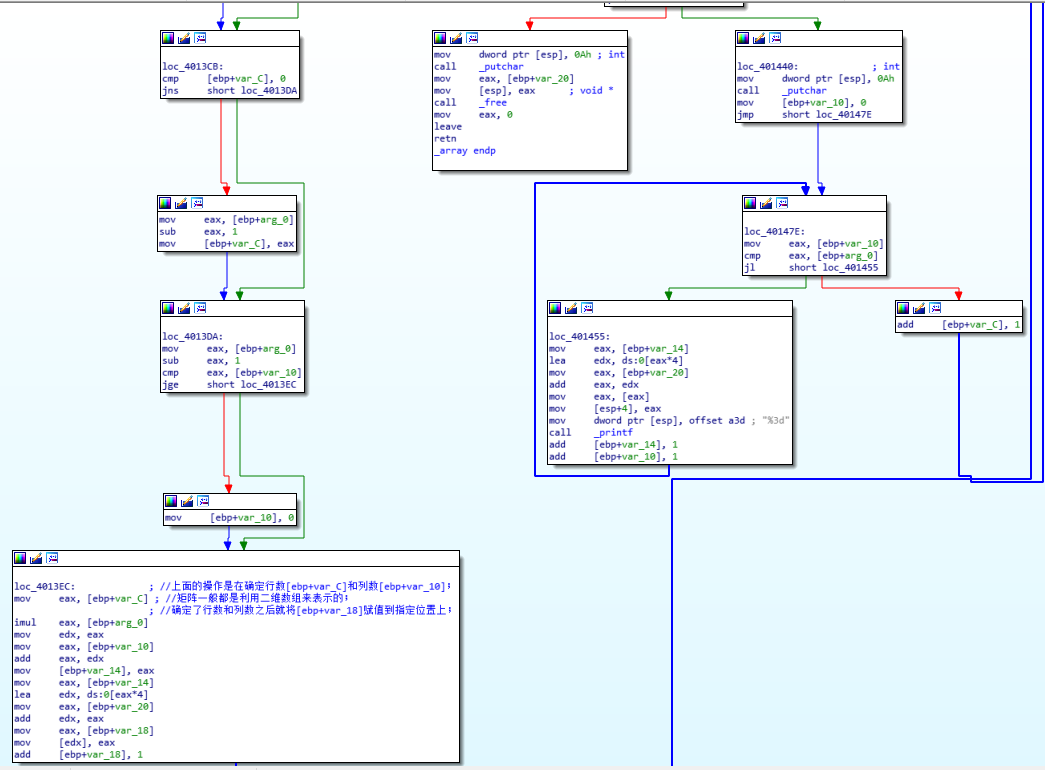 loc_4013CB:
cmp [ebp+var_C], 0
jns short loc_4013DA
mov eax, [ebp+arg_0]
sub eax, 1
mov [ebp+var_C], eax
loc_4013DA:
mov eax, [ebp+arg_0]
sub eax, 1
cmp eax, [ebp+var_10]
jge short loc_4013EC
mov [ebp+var_10], 0
loc_4013EC: ; //上面的操作是在确定行数[ebp+var_C]和列数[ebp+var_10];
mov eax, [ebp+var_C] ; //矩阵一般都是利用二维数组来表示的;
; //确定了行数和列数之后就将[ebp+var_18]赋值到指定位置上;
imul eax, [ebp+arg_0]
mov edx, eax
mov eax, [ebp+var_10]
add eax, edx
mov [ebp+var_14], eax
mov eax, [ebp+var_14]
lea edx, ds:0[eax*4]
mov eax, [ebp+var_20]
add edx, eax
mov eax, [ebp+var_18]
mov [edx], eax
add [ebp+var_18], 1
mov dword ptr [esp], 0Ah ; int
call _putchar
mov eax, [ebp+var_20]
mov [esp], eax ; void *
call _free
mov eax, 0
leave
retn
_array endp
loc_401440: ; int
mov dword ptr [esp], 0Ah
call _putchar
mov [ebp+var_10], 0
jmp short loc_40147E
loc_40147E:
mov eax, [ebp+var_10]
cmp eax, [ebp+arg_0]
jl short loc_401455
loc_401455:
mov eax, [ebp+var_14]
lea edx, ds:0[eax*4]
mov eax, [ebp+var_20]
add eax, edx
mov eax, [eax]
mov [esp+4], eax
mov dword ptr [esp], offset a3d ; "%3d"
call _printf
add [ebp+var_14], 1
add [ebp+var_10], 1
add [ebp+var_C], 1